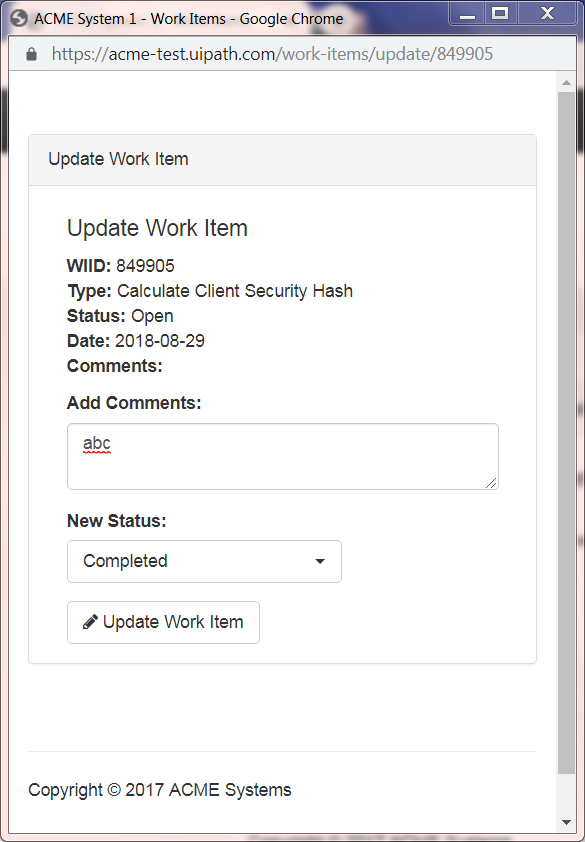 ACME System 1 - Work Items - Google Chrome
https://acme-test.uipath.com/work-items/update/849905
Update Work Item
Update Work Item
WIID: 849905
Type: Calculate Client Security Hash
Status: Open
Date: 2018-08-29
Comments:
Add Comments:
abc
New Status:
Completed
Update Work Item
Copyright © 2017 ACME Systems